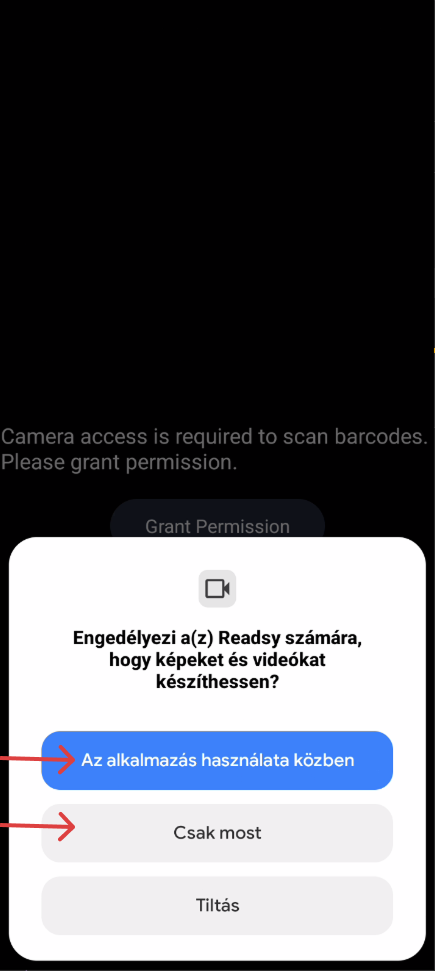 Camera access is required to scan barcodes.
Please grant permission.
Grant Permission
Engedélyezi a(z) Readsy számára,
hogy képeket és videókat
készíthessen?
Az alkalmazás használata közben
Csak most
Tiltás